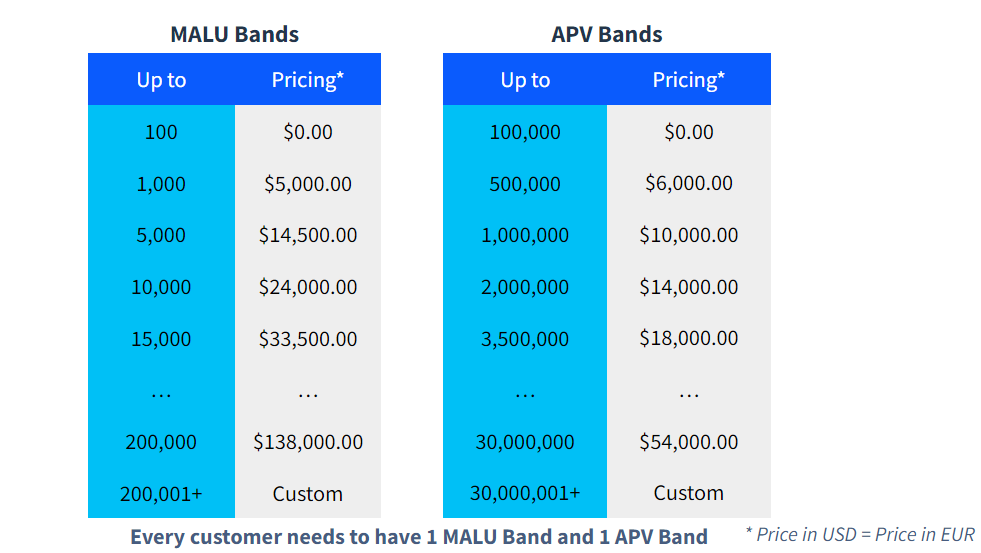 MALU Bands
Up to Pricing*
100 $0.00
1,000 $5,000.00
5,000 $14,500.00
10,000 $24,000.00
15,000 $33,500.00
… …
200,000 $138,000.00
200,001+ Custom
APV Bands
Up to Pricing*
100,000 $0.00
500,000 $6,000.00
1,000,000 $10,000.00
2,000,000 $14,000.00
3,500,000 $18,000.00
… …
30,000,000 $54,000.00
30,000,001+ Custom
Every customer needs to have 1 MALU Band and 1 APV Band
* Price in USD = Price in EUR